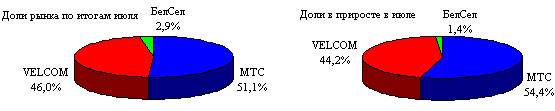 Доли рынка по итогам июля
БелСел
2,9%
VELCOM
46,0%
МТС
51,1%
Доли в приросте в июле
БелСел
1,4%
VELCOM
44,2%
МТС
54,4%